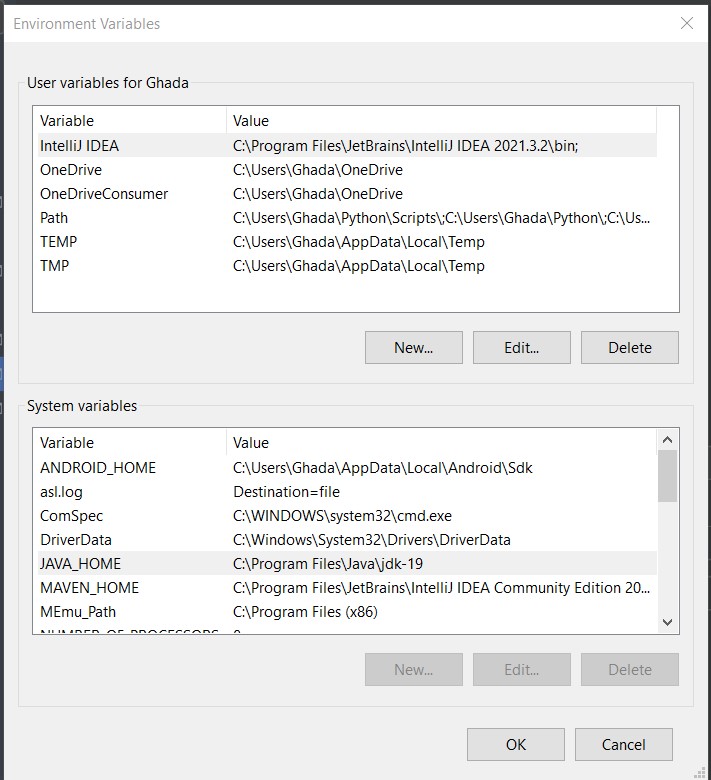 Environment Variables
User variables for Ghada
Variable Value
IntelliJ IDEA C:\Program Files\JetBrains\IntelliJ IDEA 2021.3.2\bin;
OneDrive C:\Users\Ghada\OneDrive
OneDriveConsumer C:\Users\Ghada\OneDrive
Path C:\Users\Ghada\Python\Scripts\;C:\Users\Ghada\Python\;C:\Us...
TEMP C:\Users\Ghada\AppData\Local\Temp
TMP C:\Users\Ghada\AppData\Local\Temp
New... Edit... Delete
System variables
Variable Value
ANDROID_HOME C:\Users\Ghada\AppData\Local\Android\Sdk
asl.log Destination=file
ComSpec C:\WINDOWS\system32\cmd.exe
DriverData C:\Windows\System32\Drivers\DriverData
JAVA_HOME C:\Program Files\Java\jdk-19
MAVEN_HOME C:\Program Files\JetBrains\IntelliJ IDEA Community Edition 20...
MEmu_Path C:\Program Files (x86)
NUMBER_OF_PROCESSORS
New... Edit... Delete
OK Cancel